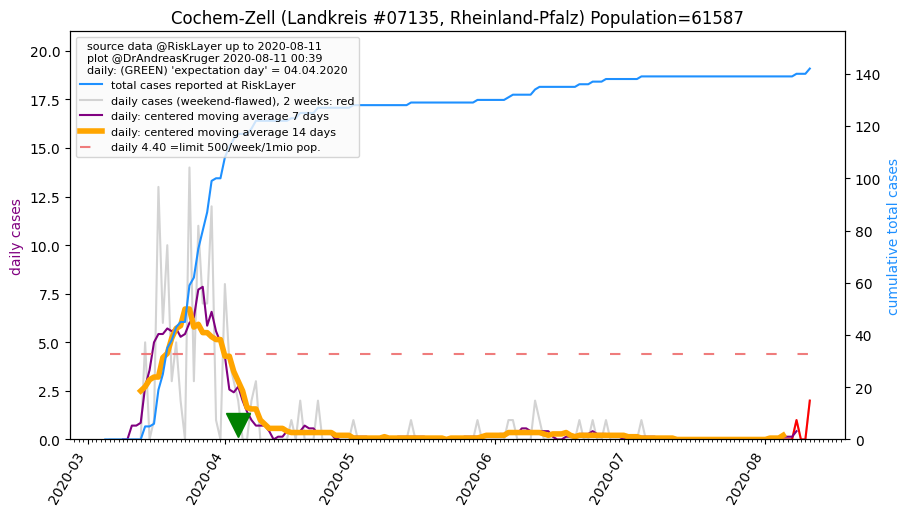 Cochem-Zell (Landkreis #07135, Rheinland-Pfalz) Population=61587
source data @RiskLayer up to 2020-08-11
plot @DrAndreasKruger 2020-08-11 00:39
daily: (GREEN) 'expectation day' = 04.04.2020
total cases reported at RiskLayer
daily cases (weekend-flawed), 2 weeks: red
daily: centered moving average 7 days
daily: centered moving average 14 days
daily 4.40 =limit 500/week/1mio pop.
daily cases
20.0
17.5
15.0
12.5
10.0
7.5
5.0
2.5
0.0
cumulative total cases
140
120
100
80
60
40
20
0
2020-03
2020-04
2020-05
2020-06
2020-07
2020-08